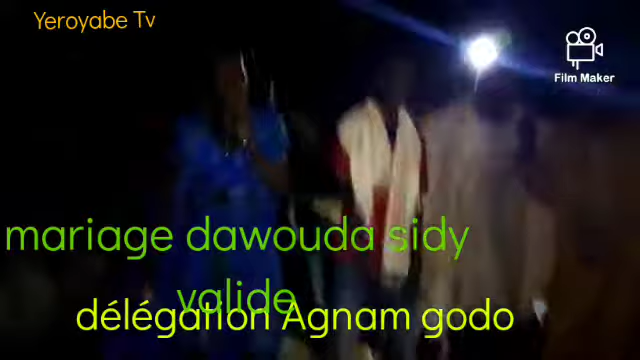 Yeroyabe Tv
Film Maker
mariage dawouda sidy
valide
délégation Agnam godo